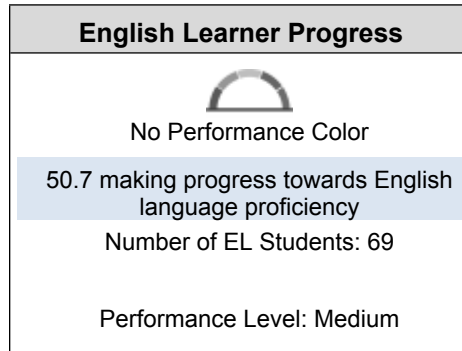 English Learner Progress
No Performance Color
50.7 making progress towards English
language proficiency
Number of EL Students: 69
Performance Level: Medium